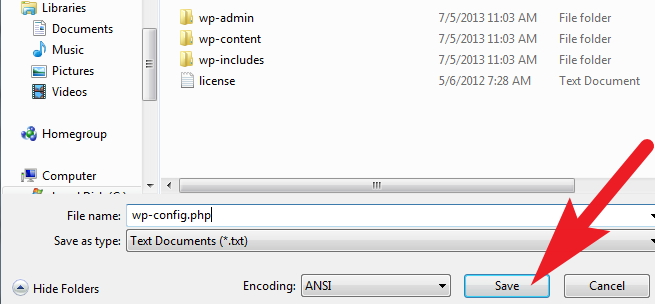 Libraries
Documents
Music
Pictures
Videos
Homegroup
Computer
wp-admin 7/5/2013 11:03 AM File folder
wp-content 7/5/2013 11:03 AM File folder
wp-includes 7/5/2013 11:03 AM File folder
license 5/6/2012 7:28 AM Text Document
File name: wp-config.php
Save as type: Text Documents (*.txt)
Hide Folders Encoding: ANSI Save Cancel